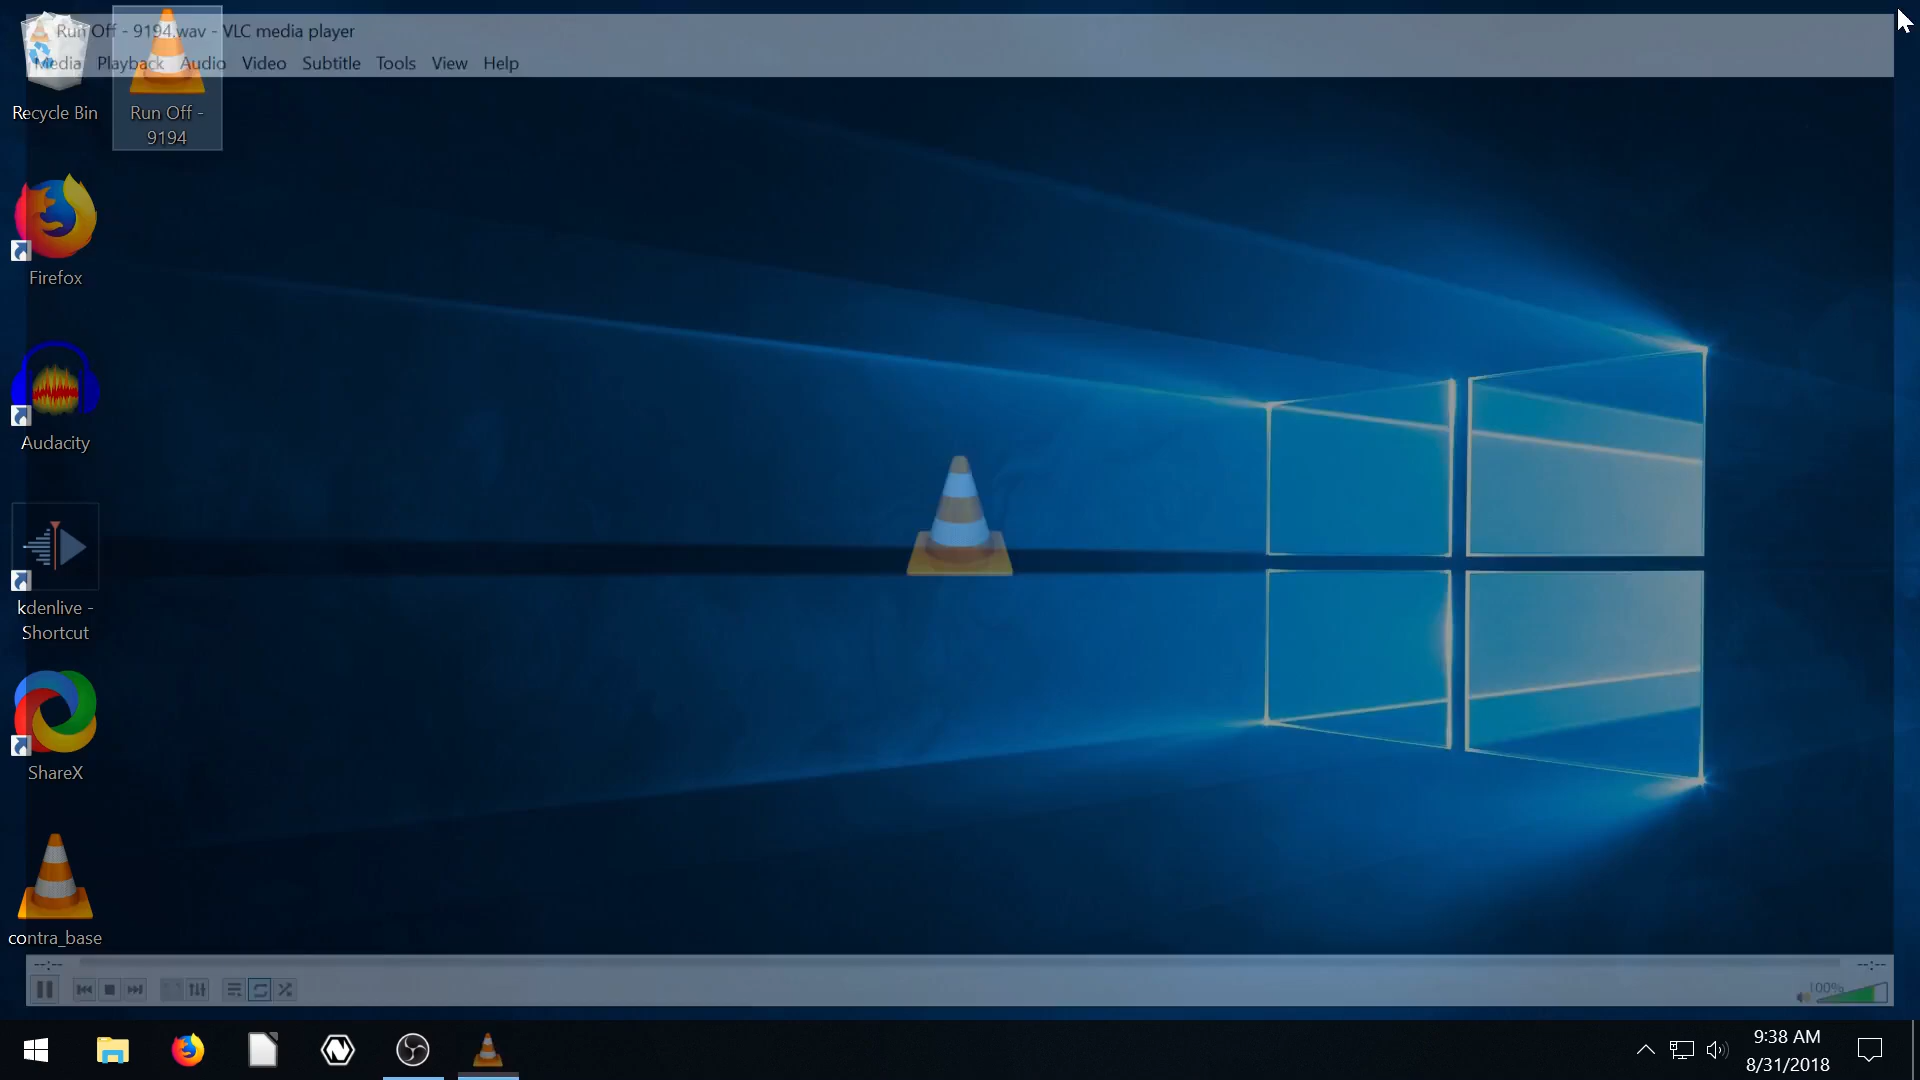 Run Off - 9194.wav - VLC media player
Media Playback Audio Video Subtitle Tools View Help
Recycle Bin
Run Off -
9194
Firefox
Audacity
kdenlive -
Shortcut
ShareX
contra_base
--:--
--:--
100%
9:38 AM
8/31/2018